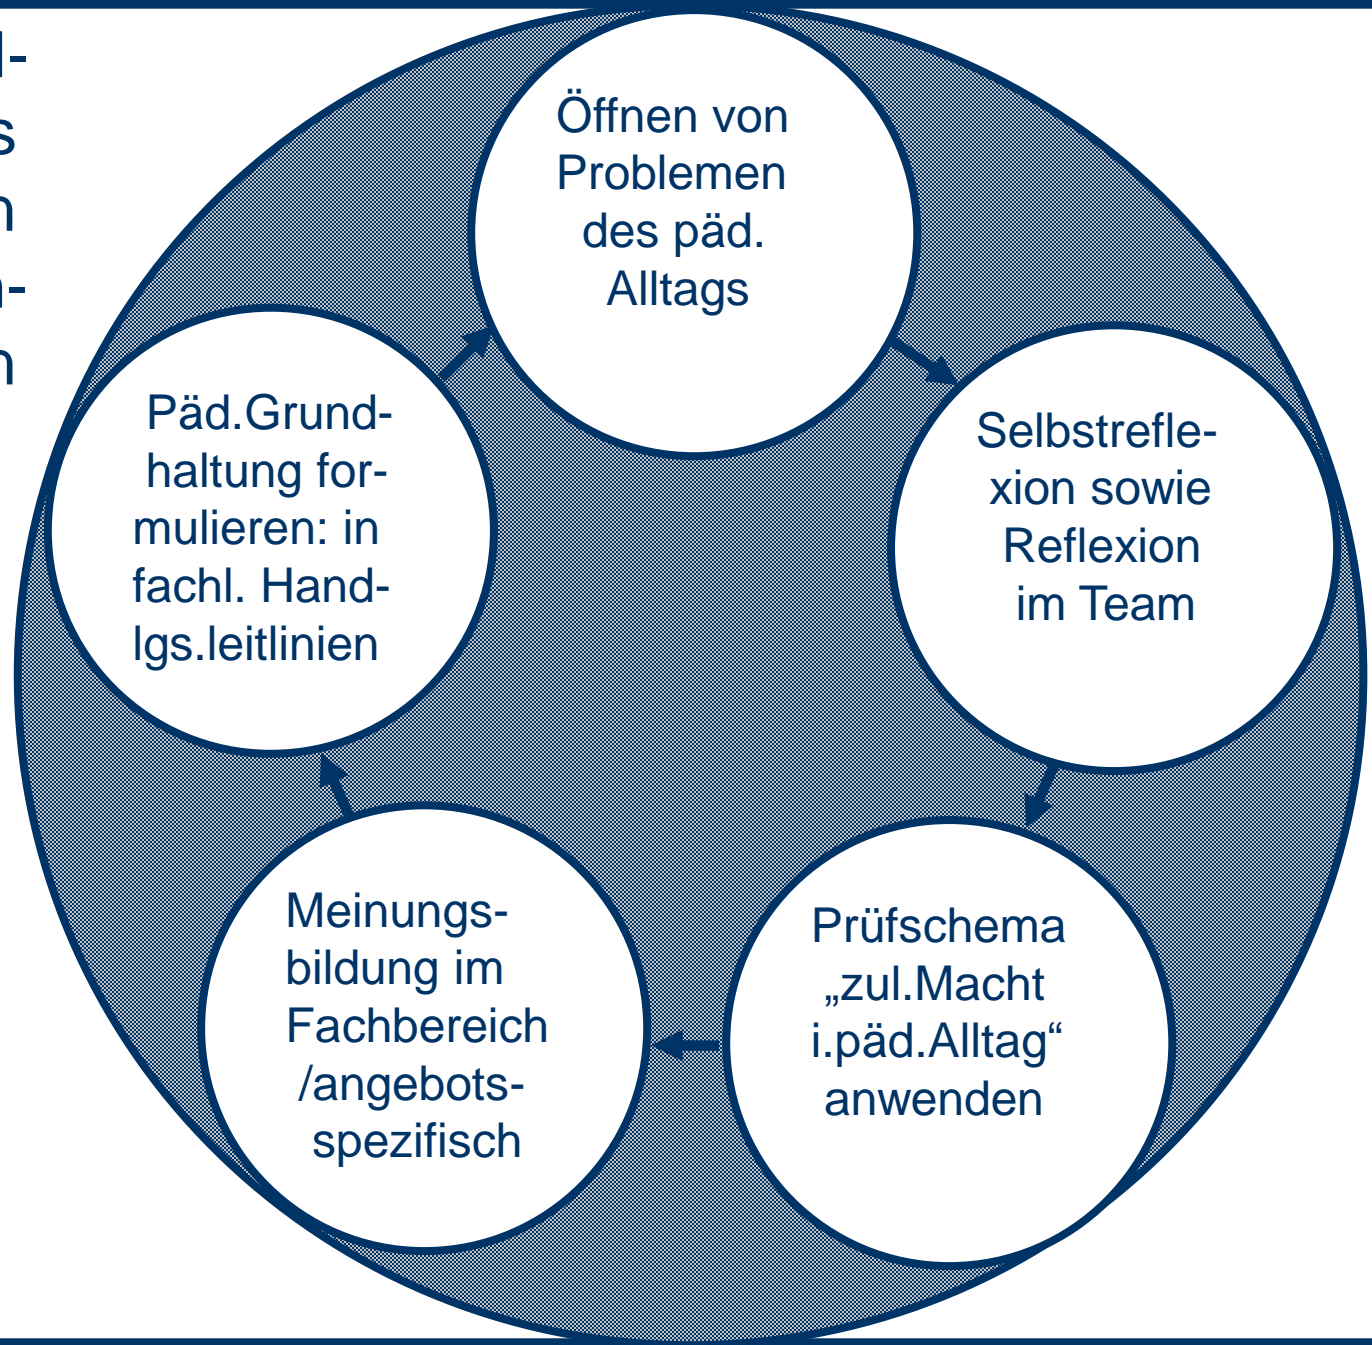 Öffnen von
Problemen
des päd.
Alltags
Selbstrefle-
xion sowie
Reflexion
im Team
Prüfschema
„zul.Macht
i.päd.Alltag“
anwenden
Meinungs-
bildung im
Fachbereich
/angebots-
spezifisch
Päd.Grund-
haltung for-
mulieren: in
fachl. Hand-
lgs.leitlinien